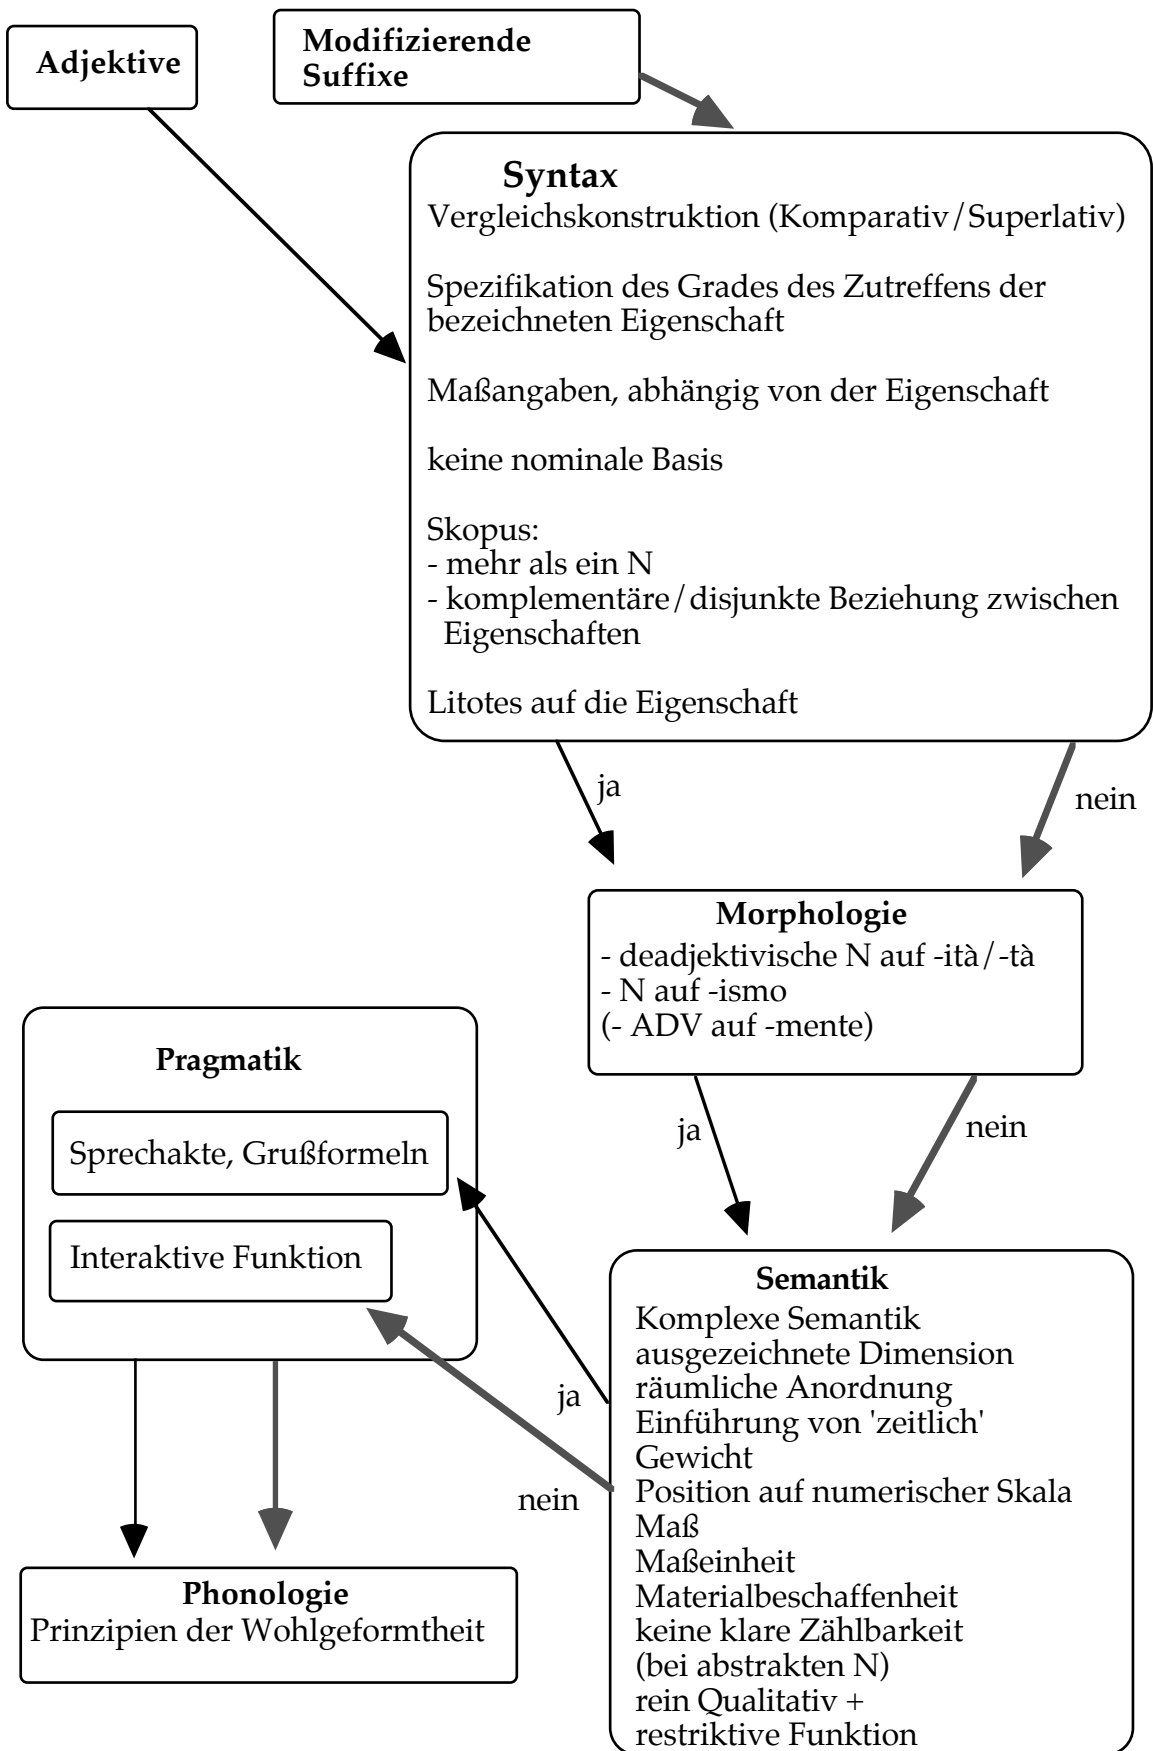 Adjektive
Modifizierende
Suffixe
Syntax
Vergleichskonstruktion (Komparativ/Superlativ)
Spezifikation des Grades des Zutreffens der
bezeichneten Eigenschaft
Maßangaben, abhängig von der Eigenschaft
keine nominale Basis
Skopus:
- mehr als ein N
- komplementäre/disjunkte Beziehung zwischen
Eigenschaften
Litotes auf die Eigenschaft
ja
nein
Morphologie
- deadjektivische N auf -ità/-tà
- N auf -ismo
(- ADV auf -mente)
ja
nein
Pragmatik
Sprechakte, Grußformeln
Interaktive Funktion
ja
nein
Semantik
Komplexe Semantik
ausgezeichnete Dimension
räumliche Anordnung
Einführung von 'zeitlich'
Gewicht
Position auf numerischer Skala
Maß
Maßeinheit
Materialbeschaffenheit
keine klare Zählbarkeit
(bei abstrakten N)
rein Qualitativ +
restriktive Funktion
Phonologie
Prinzipien der Wohlgeformtheit